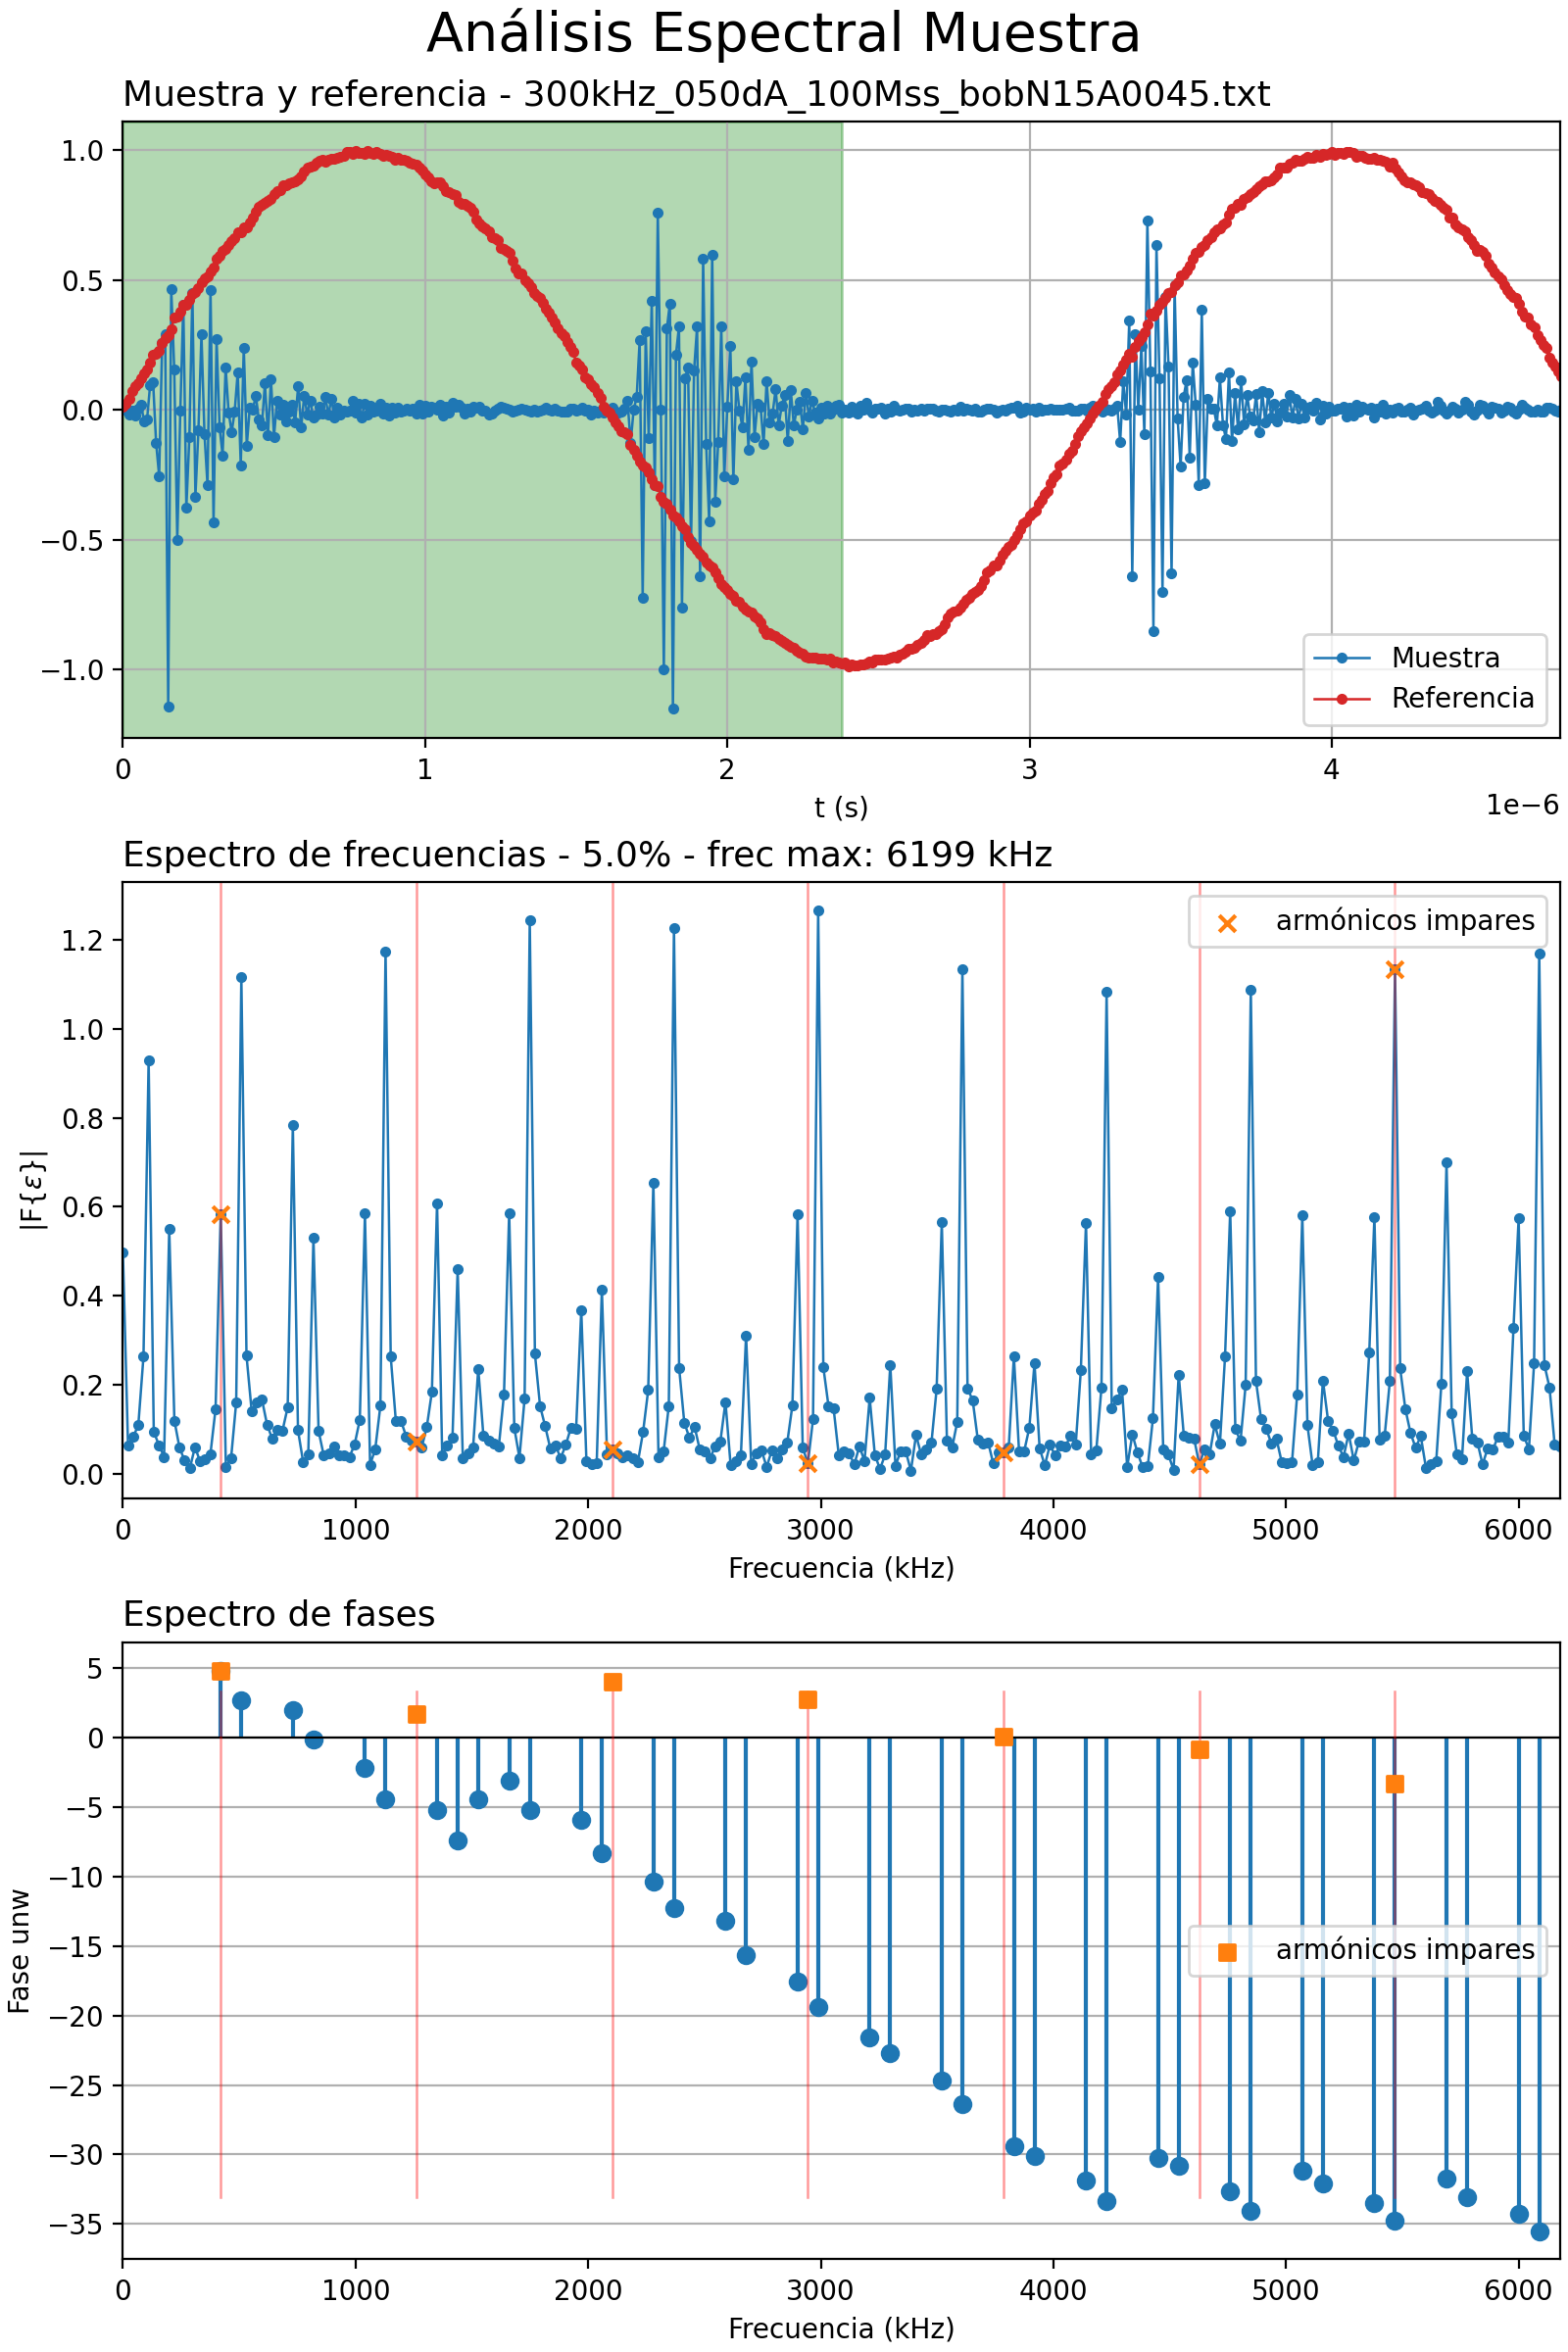 Análisis Espectral Muestra
Muestra y referencia - 300kHz_050dA_100Mss_bobN15A0045.txt
1.0
0.5
0.0
−0.5
−1.0
Muestra
Referencia
0 1 2 3 4
t (s)
1e−6
Espectro de frecuencias - 5.0% - frec max: 6199 kHz
armónicos impares
1.2
1.0
0.8
0.6
0.4
0.2
0.0
|F{ε}|
0 1000 2000 3000 4000 5000 6000
Frecuencia (kHz)
Espectro de fases
5
0
−5
−10
−15
−20
−25
−30
−35
Fase unw
armónicos impares
0 1000 2000 3000 4000 5000 6000
Frecuencia (kHz)